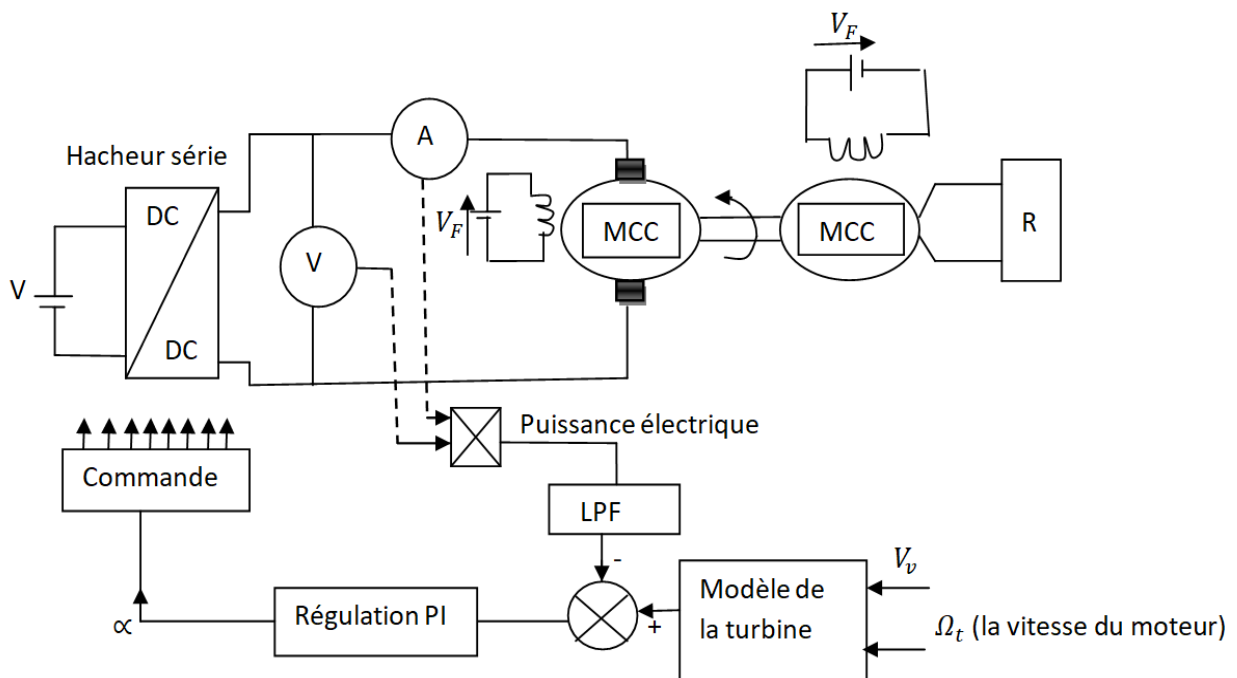 V_F
Hacheur série
A
DC
V_F
MCC
MCC
R
V
V
DC
Puissance électrique
Commande
LPF
-
V_v
Modèle de
la turbine
+
Régulation PI
∝
Ω_t (la vitesse du moteur)